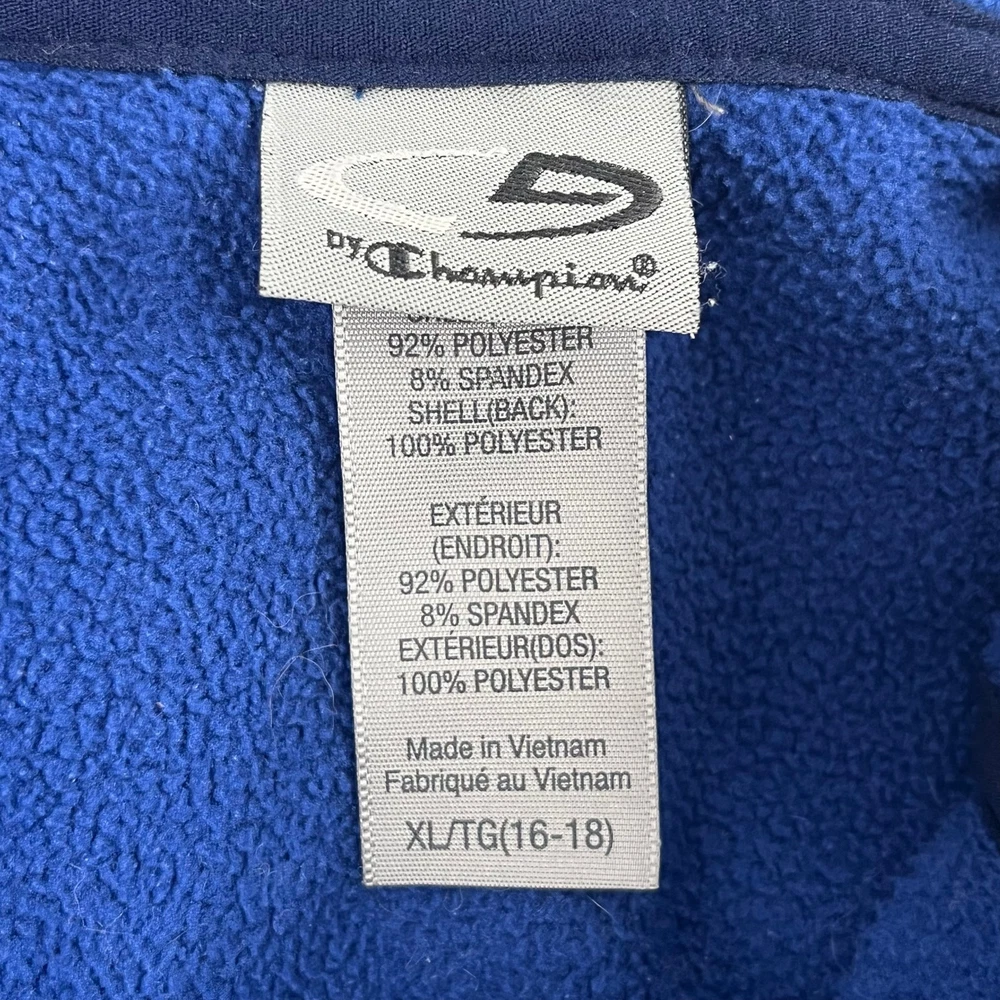 by Champion®
92% POLYESTER
8% SPANDEX
SHELL(BACK):
100% POLYESTER
EXTÉRIEUR
(ENDROIT):
92% POLYESTER
8% SPANDEX
EXTÉRIEUR(DOS):
100% POLYESTER
Made in Vietnam
Fabriqué au Vietnam
XL/TG(16-18)